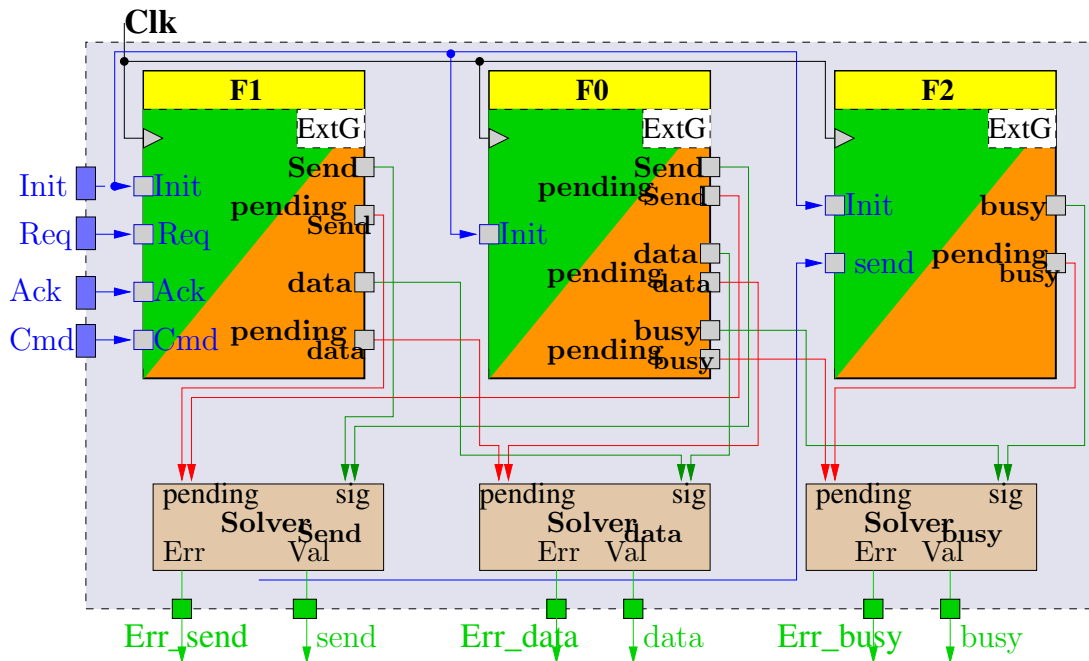 Clk
F1 F0 F2
ExtG ExtG ExtG
Send Send
Init Init pending pending Send Init busy
Req Req Send Init
data pending
Ack Ack data pending data send busy
Cmd Cmd pending data busy
pending busy
pending sig pending sig pending sig
Solver Send Solver data Solver busy
Err Val Err Val Err Val
Err_send send Err_data data Err_busy busy